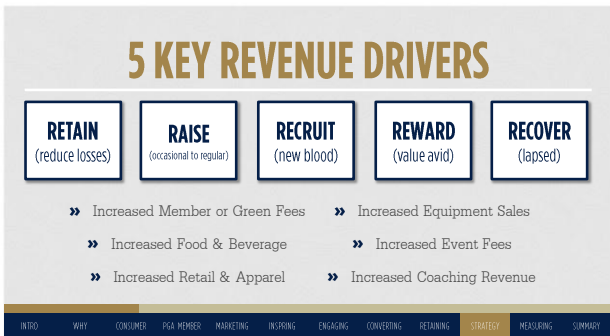 5 KEY REVENUE DRIVERS
RETAIN
(reduce losses)
RAISE
(occasional to regular)
RECRUIT
(new blood)
REWARD
(value avid)
RECOVER
(lapsed)
» Increased Member or Green Fees
» Increased Equipment Sales
» Increased Food & Beverage
» Increased Event Fees
» Increased Retail & Apparel
» Increased Coaching Revenue
INTRO WHY CONSUMER PGA MEMBER MARKETING INSPRING ENGAGING CONVERTING RETAINING STRATEGY MEASURING SUMMARY